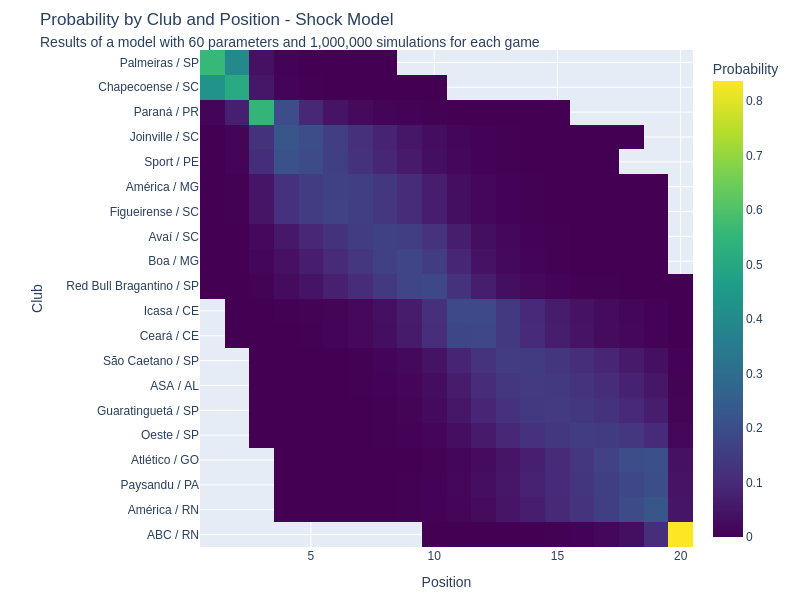 Probability by Club and Position - Shock Model
Results of a model with 60 parameters and 1,000,000 simulations for each game
Probability
Palmeiras / SP
Chapecoense / SC
Paraná / PR
Joinville / SC
Sport / PE
América / MG
Figueirense / SC
Avaí / SC
Boa / MG
Red Bull Bragantino / SP
Icasa / CE
Ceará / CE
São Caetano / SP
ASA / AL
Guaratinguetá / SP
Oeste / SP
Atlético / GO
Paysandu / PA
América / RN
ABC / RN
Club
5
10
15
20
Position
0.8
0.7
0.6
0.5
0.4
0.3
0.2
0.1
0